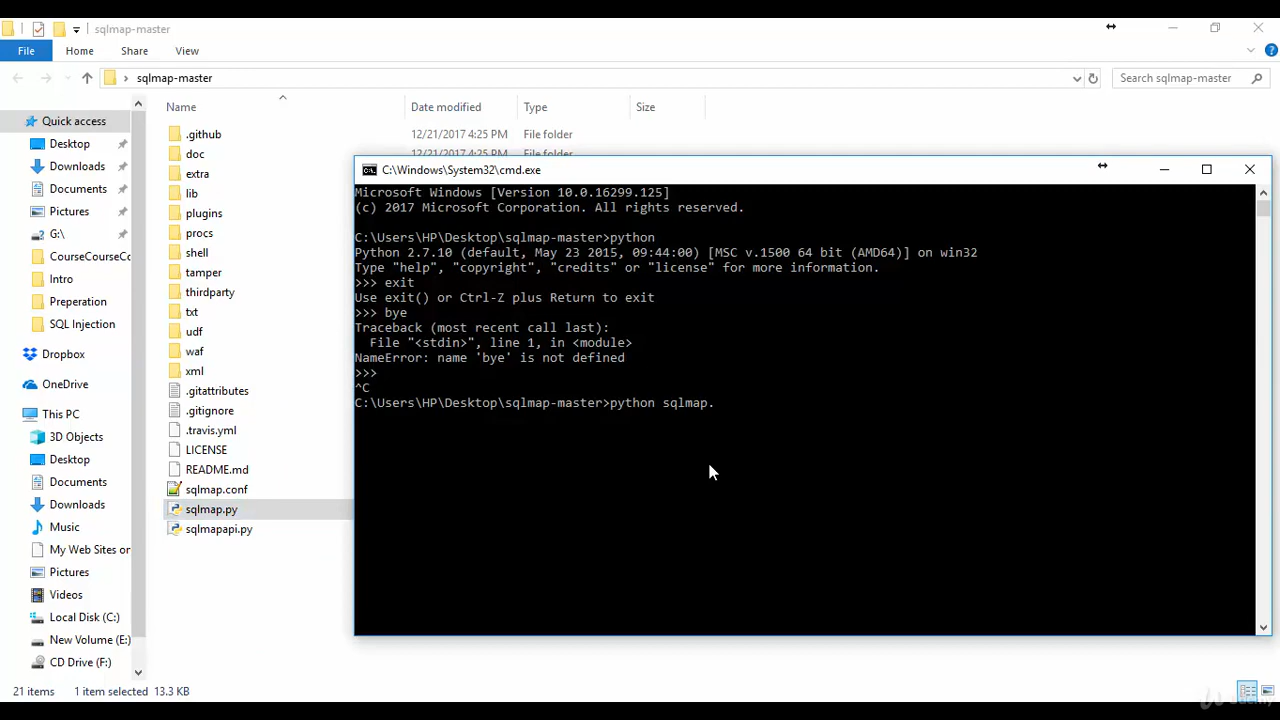 sqlmap-master
File Home Share View
sqlmap-master Search sqlmap-master
Name Date modified Type Size
Quick access
Desktop
Downloads
Documents
Pictures
G:\
CourseCourseCo
Intro
Preperation
SQL Injection
Dropbox
OneDrive
This PC
3D Objects
Desktop
Documents
Downloads
Music
My Web Sites on
Pictures
Videos
Local Disk (C:)
New Volume (E:)
CD Drive (F:)
.github 12/21/2017 4:25 PM File folder
doc 12/21/2017 4:25 PM File folder
extra
lib
plugins
procs
shell
tamper
thirdparty
txt
udf
waf
xml
.gitattributes
.gitignore
.travis.yml
LICENSE
README.md
sqlmap.conf
sqlmap.py
sqlmapapi.py
C:\Windows\System32\cmd.exe
Microsoft Windows [Version 10.0.16299.125]
(c) 2017 Microsoft Corporation. All rights reserved.
C:\Users\HP\Desktop\sqlmap-master>python
Python 2.7.10 (default, May 23 2015, 09:44:00) [MSC v.1500 64 bit (AMD64)] on win32
Type "help", "copyright", "credits" or "license" for more information.
>>> exit
Use exit() or Ctrl-Z plus Return to exit
>>> bye
Traceback (most recent call last):
File "<stdin>", line 1, in <module>
NameError: name 'bye' is not defined
>>>
^C
C:\Users\HP\Desktop\sqlmap-master>python sqlmap.
21 items 1 item selected 13.3 KB